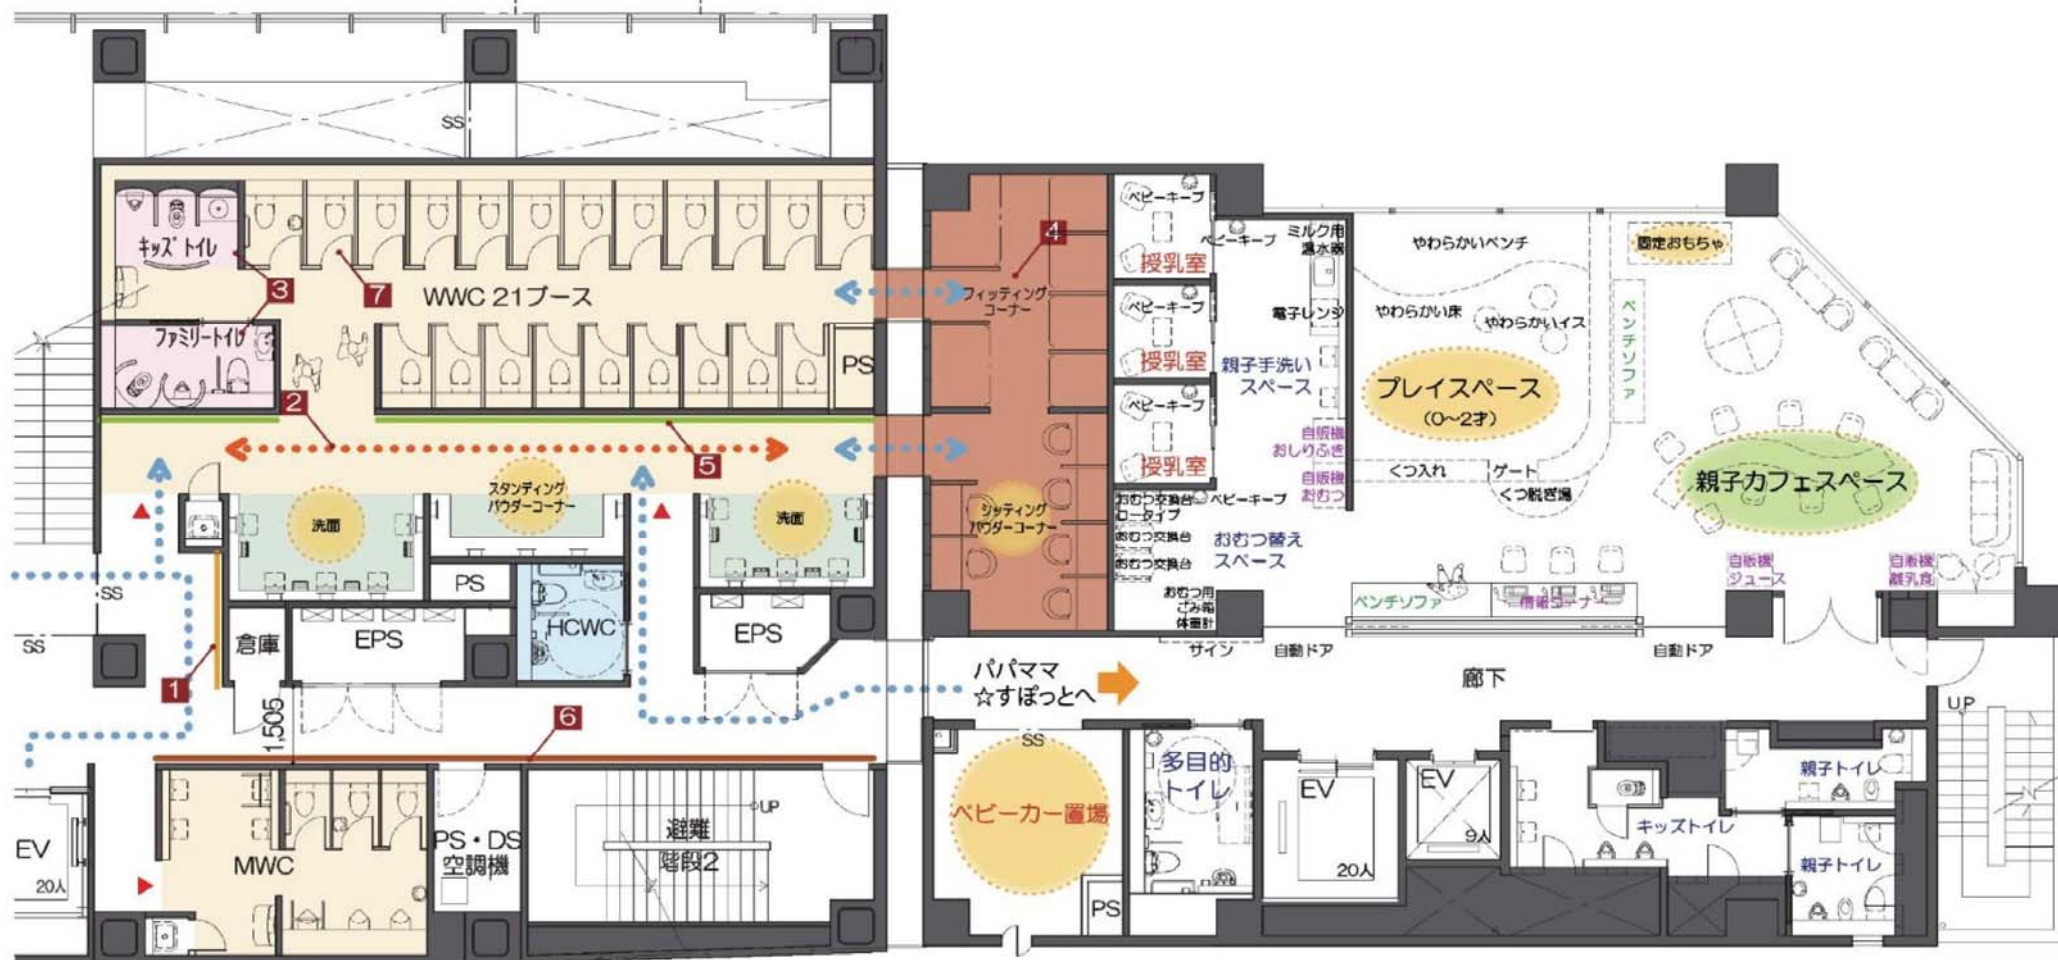 SS
キッズトイレ
3
7
WWC 21ブース
ファミリートイレ
2
PS
5
洗面
スタンディング
パウダーコーナー
洗面
PS
SS
SS
倉庫
EPS
HCWC
EPS
1
1,505
6
EV
20人
MWC
PS・DS
空調機
避難
階段2
UP
4
フィッティング
コーナー
シッティング
パウダーコーナー
ベビーキープ
授乳室
ベビーキープ
授乳室
ベビーキープ
授乳室
ベビーキープ
ミルク用
温水器
電子レンジ
親子手洗い
スペース
自販機
おしりふき
自販機
おむつ
おむつ交換台
ロータイプ
ベビーキープ
おむつ交換台
おむつ交換台
おむつ替え
スペース
おむつ用
ごみ箱
体重計
やわらかいベンチ
やわらかい床
やわらかいイス
プレイスペース
(0〜2才)
くつ入れ
ゲート
くつ脱ぎ場
固定おもちゃ
ベンチソファ
親子カフェスペース
自販機
ジュース
自販機
離乳食
ベンチソファ
情報コーナー
サイン
自動ドア
自動ドア
パパママ
☆すぽっとへ
廊下
SS
ベビーカー置場
PS
多目的
トイレ
EV
20人
EV
9人
キッズトイレ
親子トイレ
親子トイレ
UP